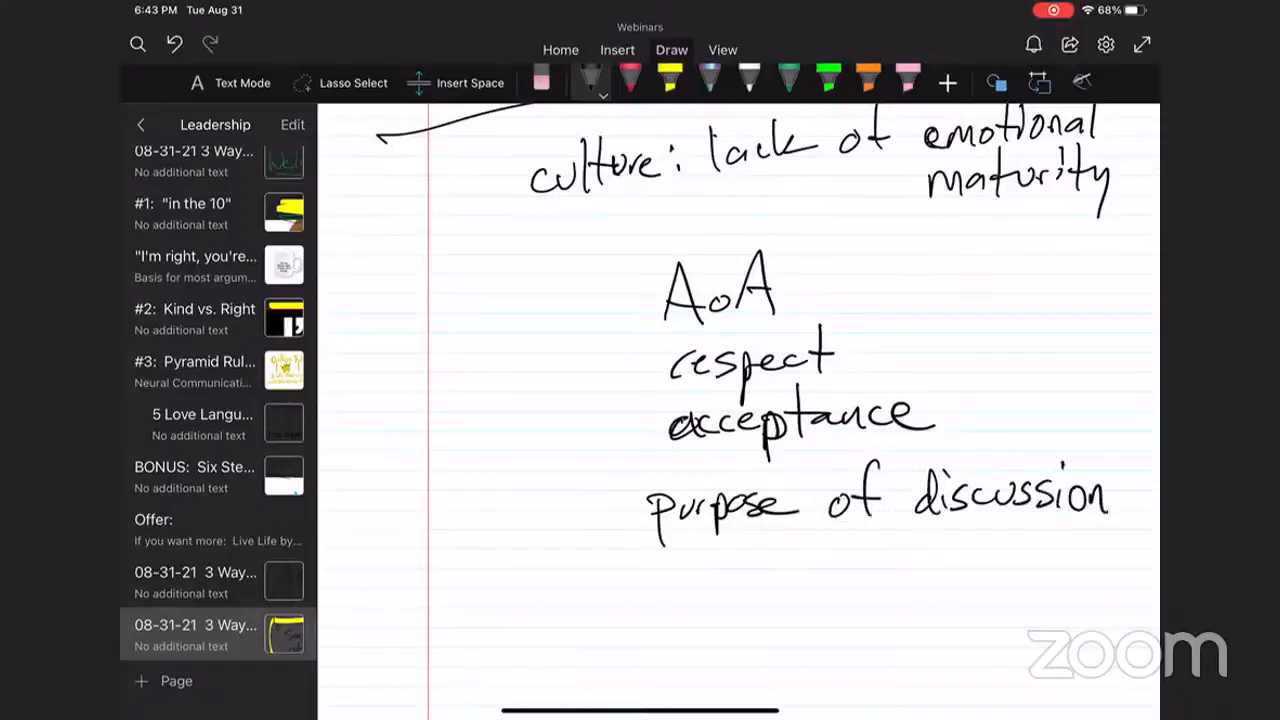 6:43 PM Tue Aug 31
68%
Webinars
Home Insert Draw View
Text Mode Lasso Select Insert Space
Leadership Edit
08-31-21 3 Way...
No additional text
#1: "in the 10"
No additional text
"I'm right, you're...
Basis for most argum...
#2: Kind vs. Right
No additional text
#3: Pyramid Rul...
Neural Communicati...
5 Love Langu...
No additional text
BONUS: Six Ste...
No additional text
Offer:
If you want more: Live Life by...
08-31-21 3 Way...
No additional text
08-31-21 3 Way...
No additional text
Page
culture: lack of emotional
maturity
AoA
respect
acceptance
purpose of discussion
zoom